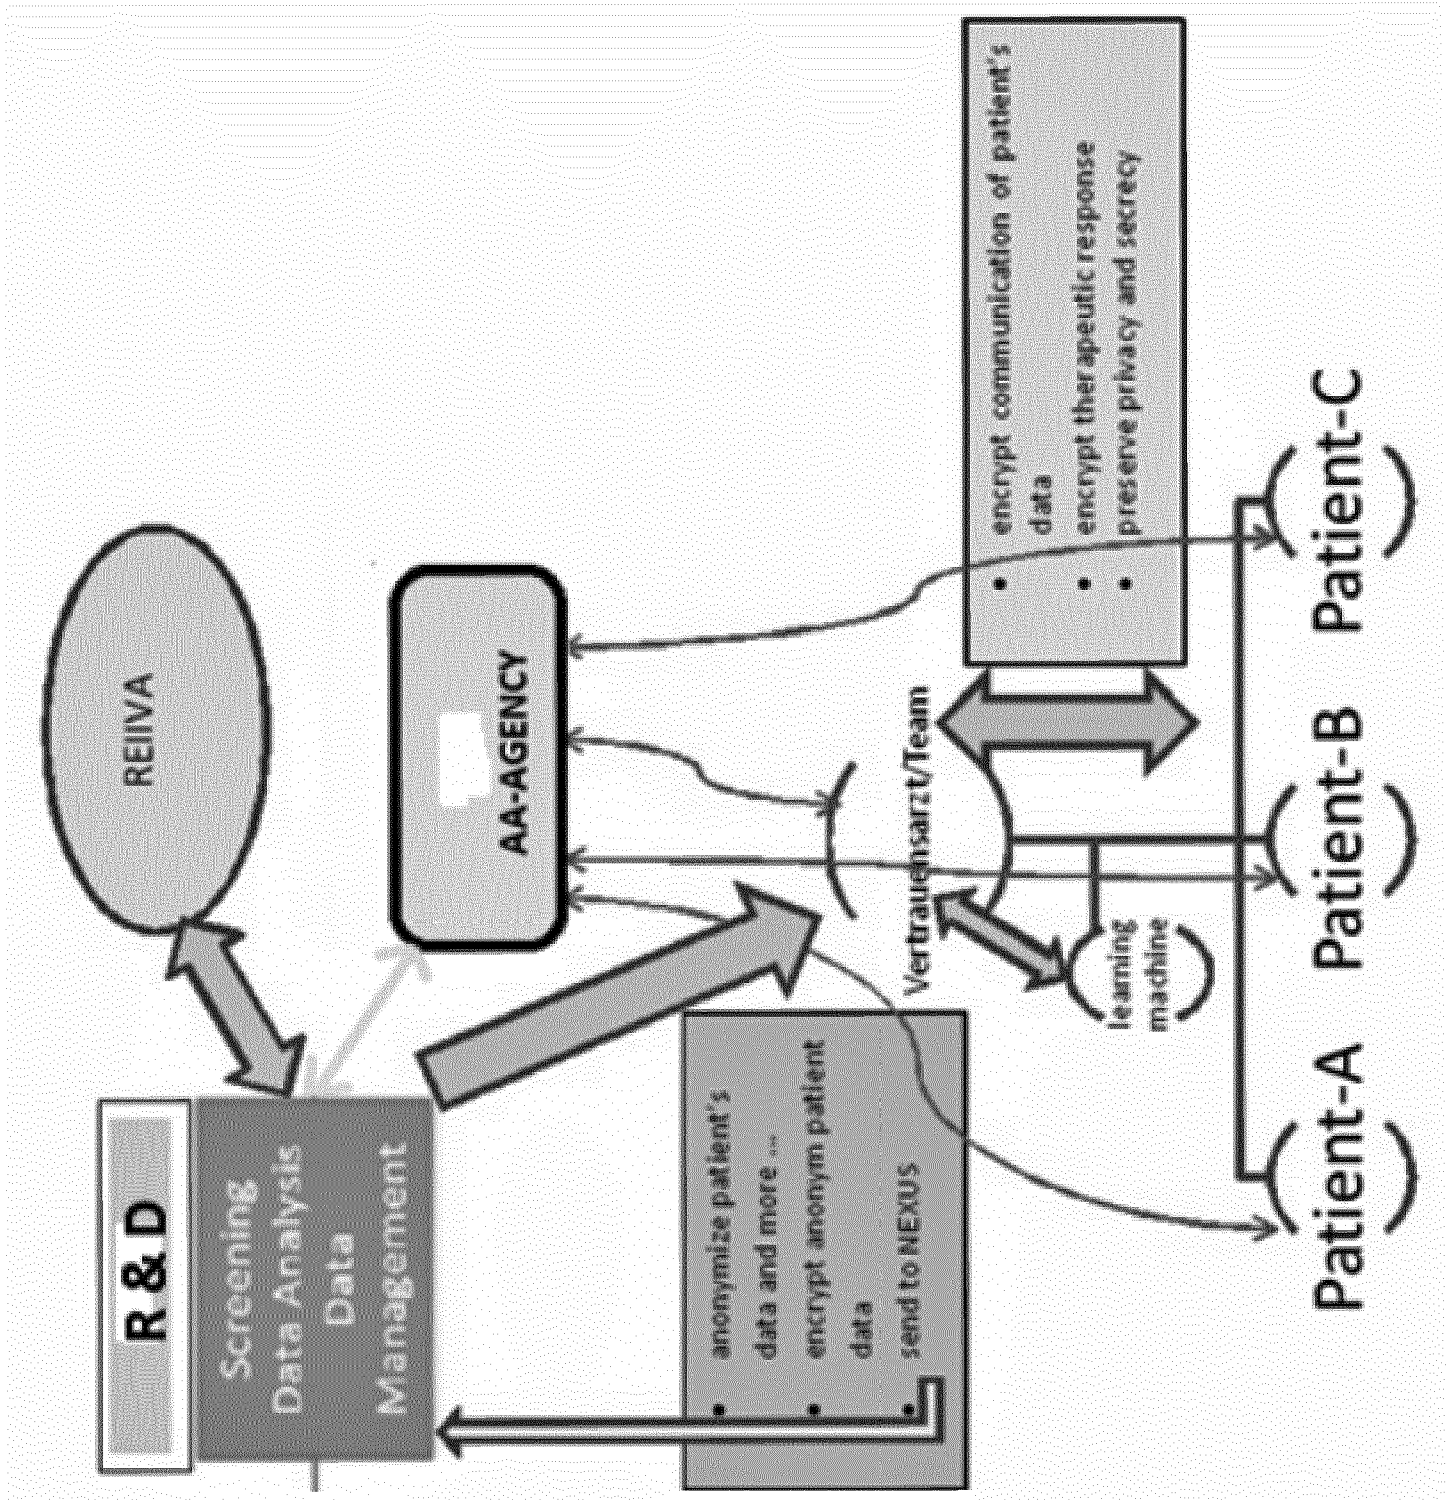 R & D
Screening
Data Analysis
Data
Management
REIIVA
AA-AGENCY
• anonymize patient's
data and more ...
• encrypt anonym patient
data
• send to NEXUS
Vertrauensarzt/Team
learning
machine
• encrypt communication of patient's
data
• encrypt therapeutic response
• preserve privacy and secrecy
Patient-A
Patient-B
Patient-C